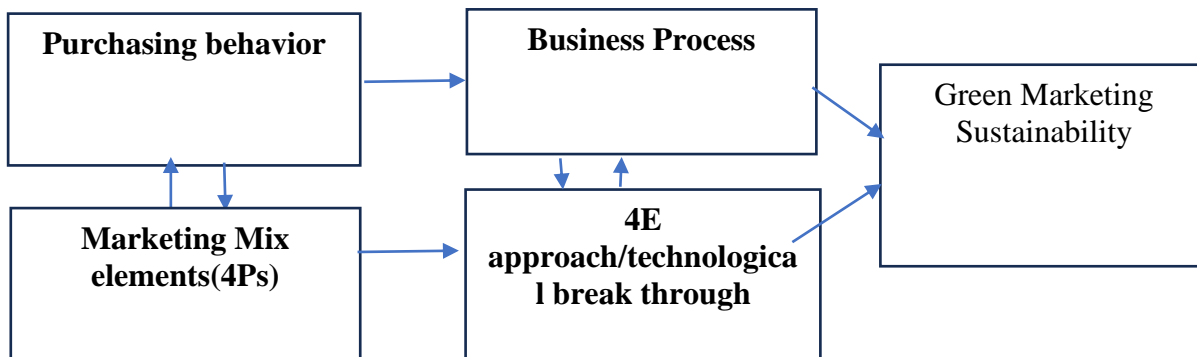 Purchasing behavior
Business Process
Green Marketing
Sustainability
Marketing Mix
elements(4Ps)
4E
approach/technologica
l break through